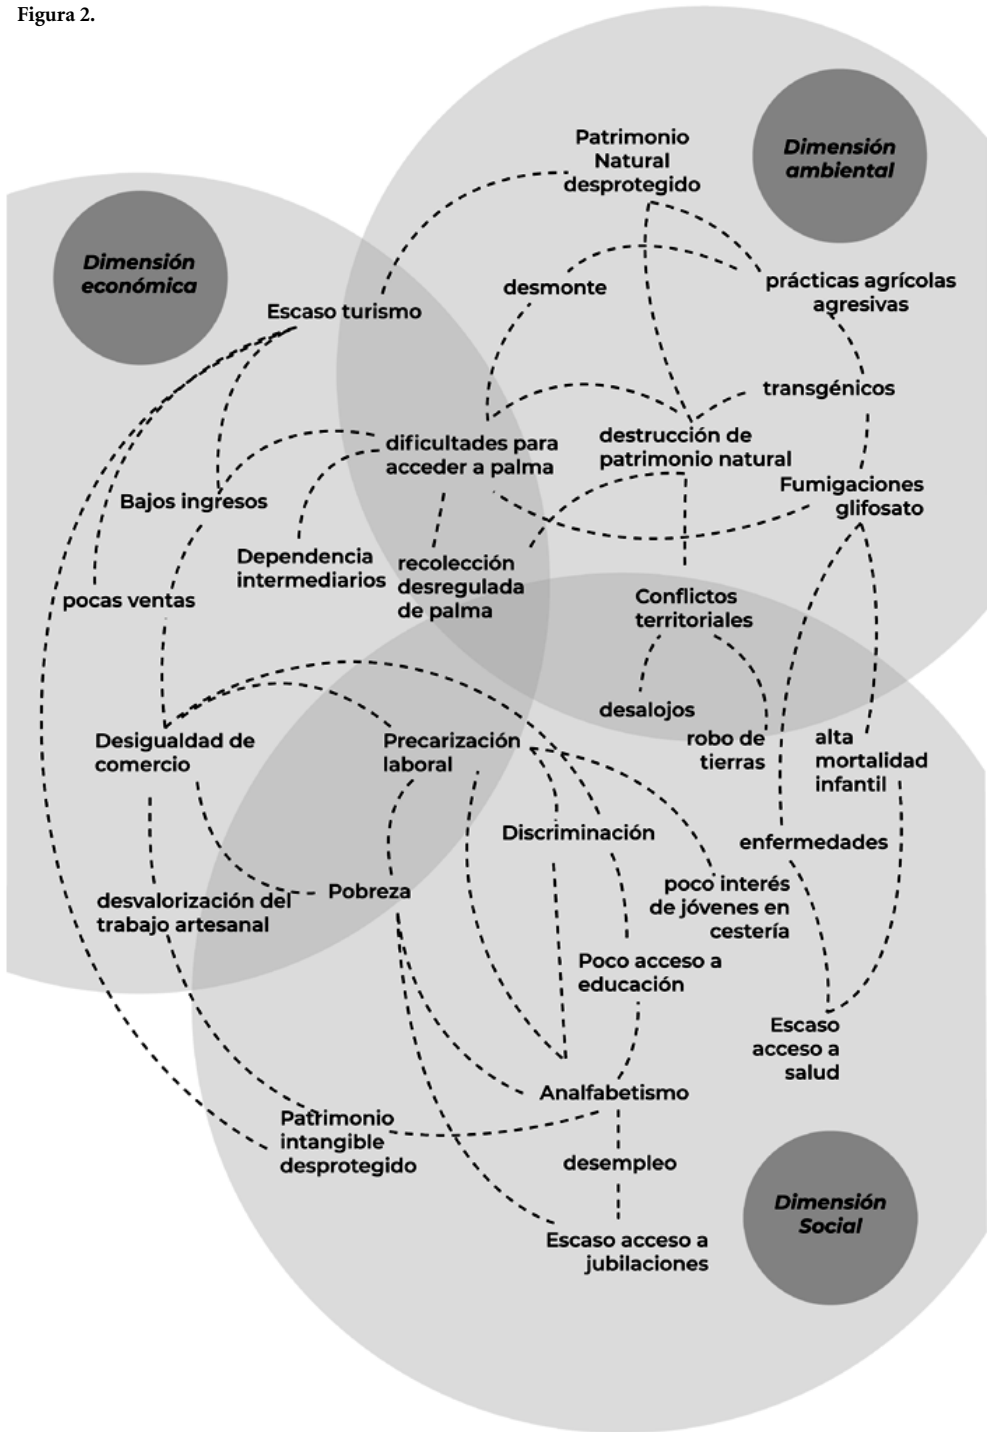 Figura 2.
Patrimonio
Natural
desprotegido
Dimensión
ambiental
Dimensión
económica
desmonte
prácticas agrícolas
agresivas
Escaso turismo
transgénicos
dificultades para
acceder a palma
destrucción de
patrimonio natural
Fumigaciones
glifosato
Bajos ingresos
Dependencia
intermediarios
recolección
desregulada
de palma
pocas ventas
Conflictos
territoriales
desalojos
robo de
tierras
alta
mortalidad
infantil
Desigualdad de
comercio
Precarización
laboral
Discriminación
enfermedades
desvalorización del
trabajo artesanal
Pobreza
poco interés
de jóvenes en
cestería
Poco acceso a
educación
Escaso
acceso a
salud
Analfabetismo
Patrimonio
intangible
desprotegido
desempleo
Dimensión
Social
Escaso acceso a
jubilaciones